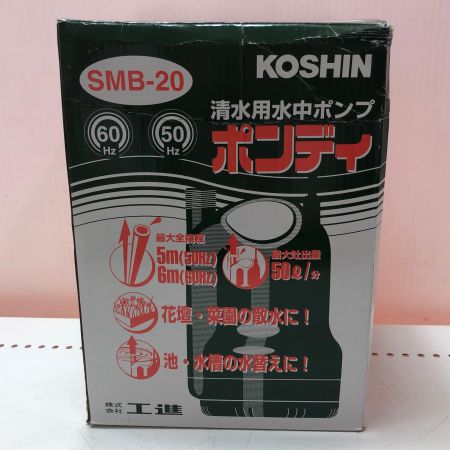 SMB-20
KOSHIN
60
Hz
50
Hz
清水用水中ポンプ
ポンディ
最大全揚程
5m(50Hz)
6m(60Hz)
最大吐出量
50ℓ/分
花壇・菜園の散水に!
池・水槽の水替えに!
株式会社 工進